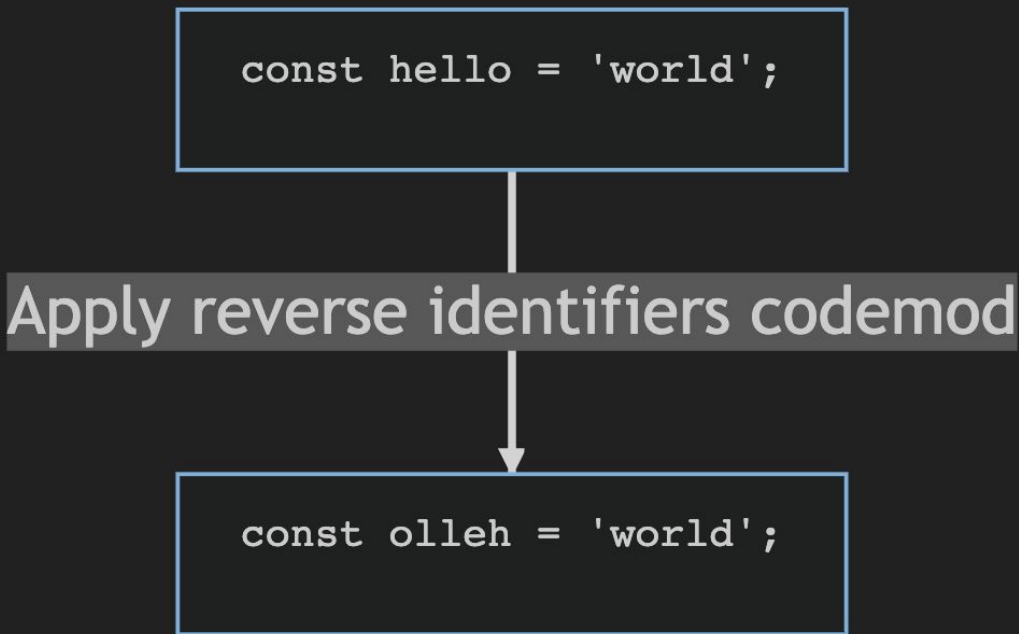 const hello = 'world';
Apply reverse identifiers codemod
const olleh = 'world';